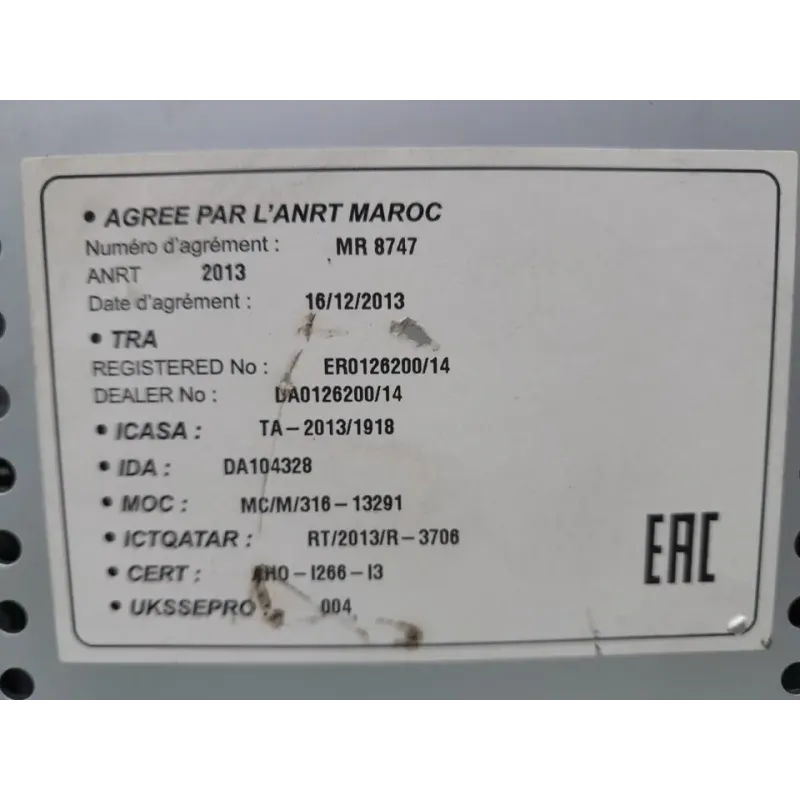 • AGREE PAR L'ANRT MAROC
Numéro d'agrément : MR 8747
ANRT 2013
Date d'agrément : 16/12/2013
• TRA
REGISTERED No : ER0126200/14
DEALER No : DA0126200/14
• ICASA : TA-2013/1918
• IDA : DA104328
• MOC : MC/M/316-13291
• ICTQATAR : RT/2013/R-3706
• CERT :
• UKSSEPRO : 004
EAC